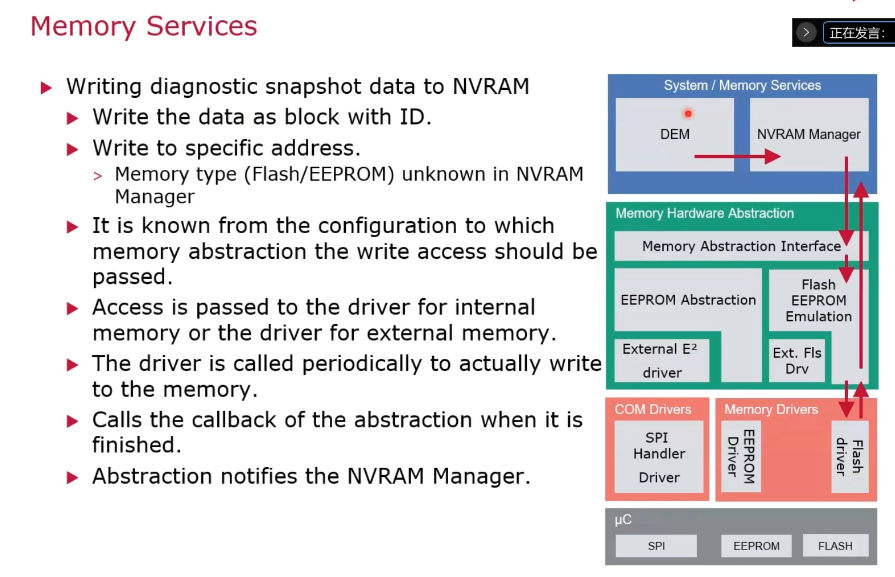 Memory Services
正在发言:
Writing diagnostic snapshot data to NVRAM
Write the data as block with ID.
Write to specific address.
> Memory type (Flash/EEPROM) unknown in NVRAM
Manager
It is known from the configuration to which
memory abstraction the write access should be
passed.
Access is passed to the driver for internal
memory or the driver for external memory.
The driver is called periodically to actually write
to the memory.
Calls the callback of the abstraction when it is
finished.
Abstraction notifies the NVRAM Manager.
System / Memory Services
DEM
NVRAM Manager
Memory Hardware Abstraction
Memory Abstraction Interface
EEPROM Abstraction
Flash
EEPROM
Emulation
External E²
driver
Ext. Fls
Drv
COM Drivers
Memory Drivers
SPI
Handler
Driver
EEPROM
Driver
Flash
driver
µC
SPI
EEPROM
FLASH